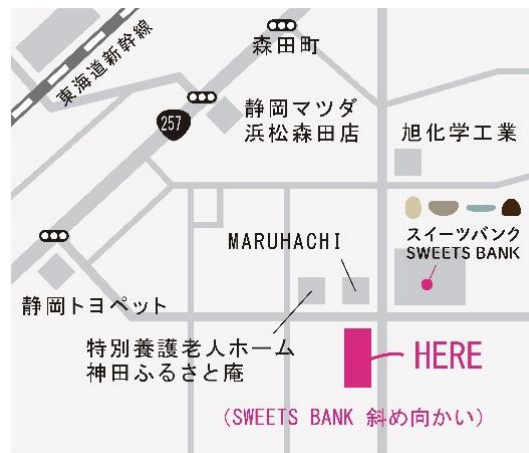 東海道新幹線
森田町
257
静岡マツダ
浜松森田店
旭化学工業
スイーツバンク
SWEETS BANK
MARUHACHI
静岡トヨペット
特別養護老人ホーム
神田ふるさと庵
HERE
(SWEETS BANK 斜め向かい)